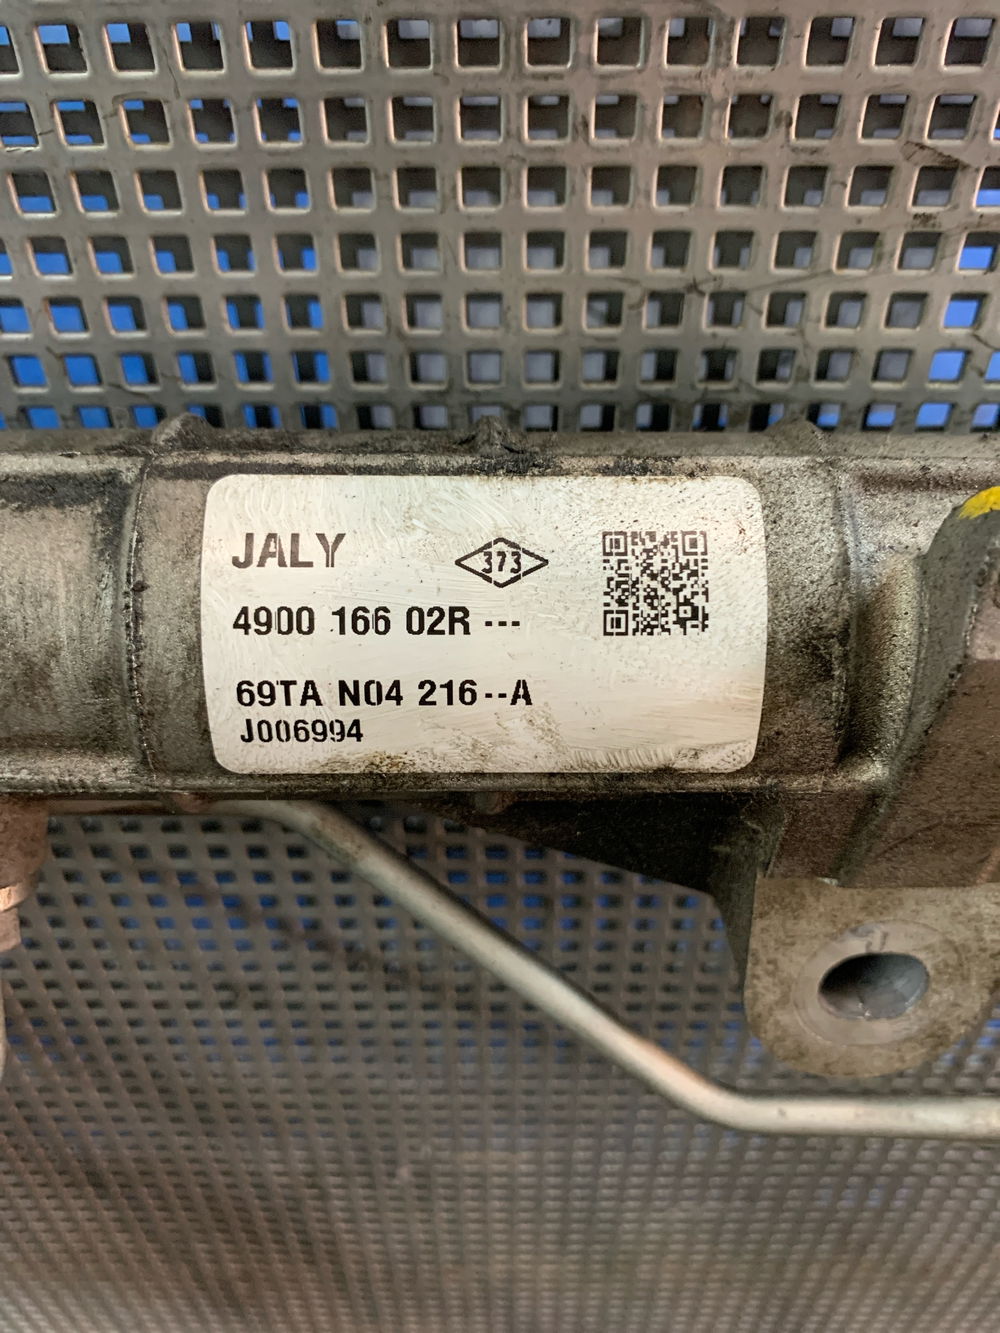 JALY 373
4900 166 02R ---
69TA N04 216--A
J006994